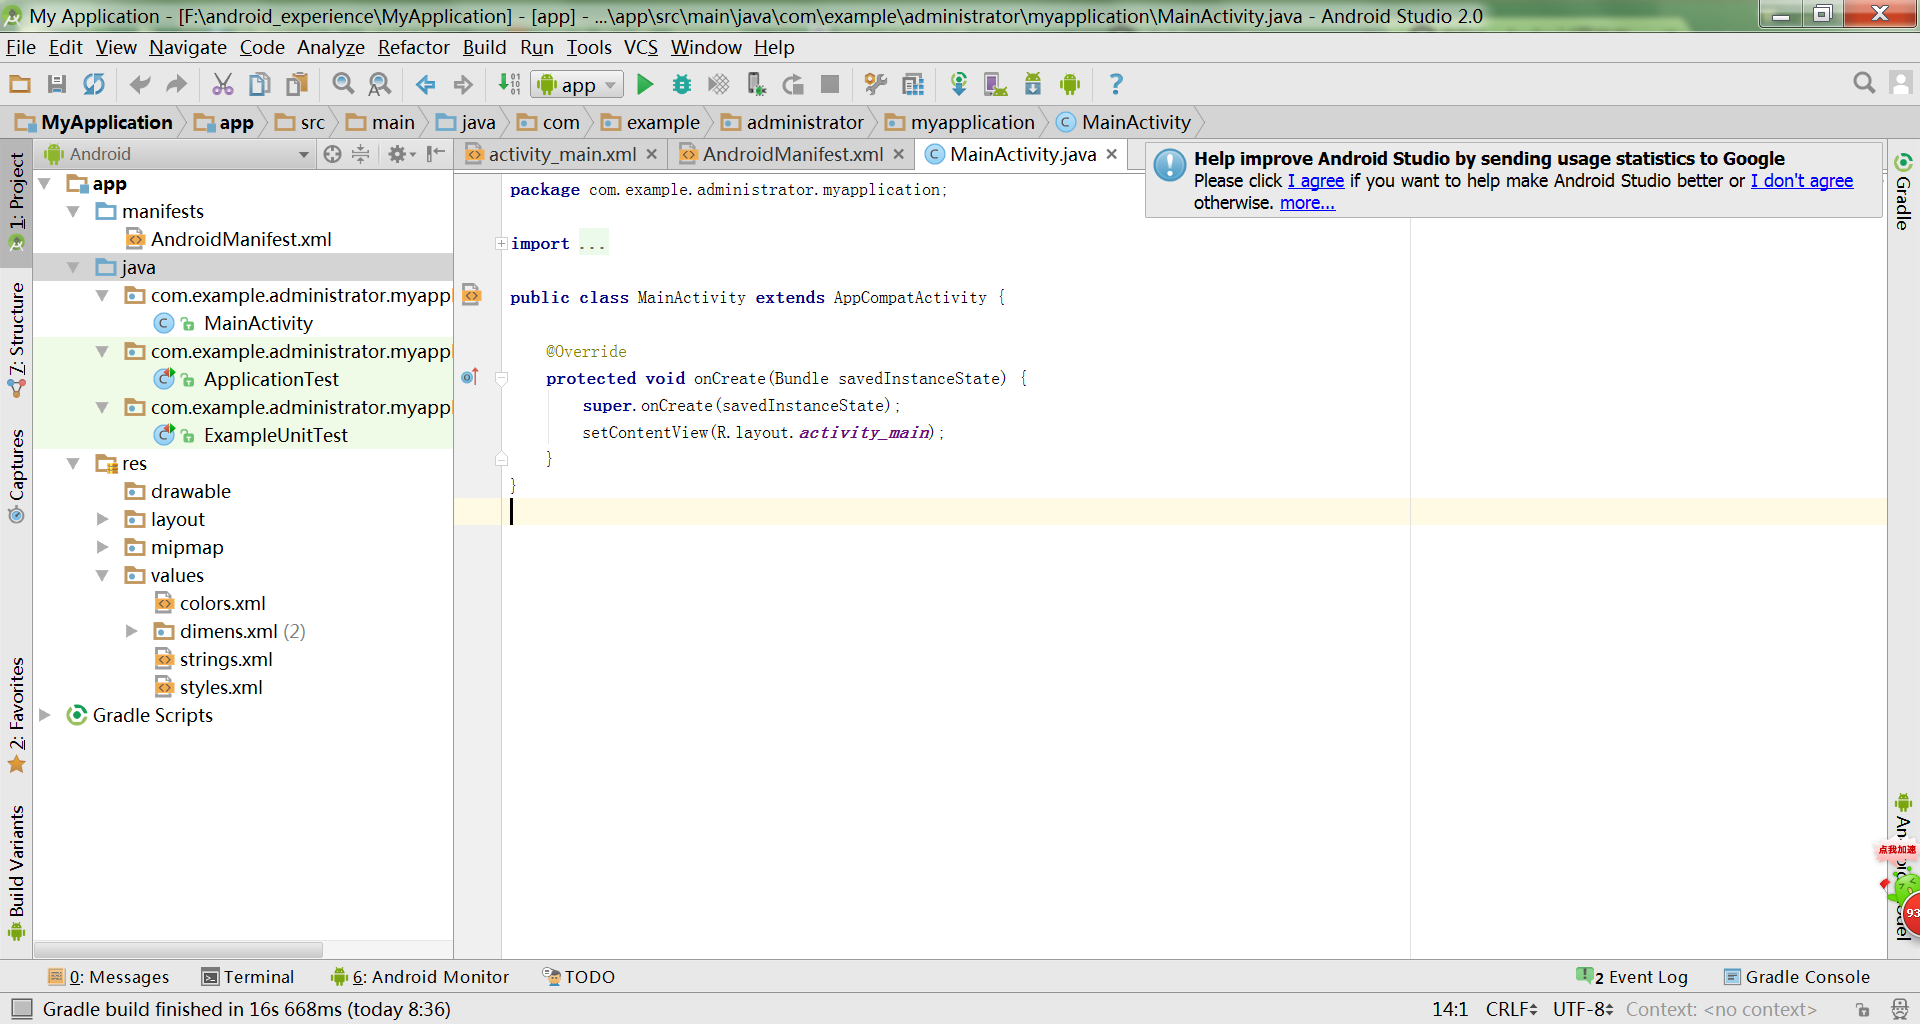 My Application - [F:\android_experience\MyApplication] - [app] - ...\app\src\main\java\com\example\administrator\myapplication\MainActivity.java - Android Studio 2.0
File Edit View Navigate Code Analyze Refactor Build Run Tools VCS Window Help
app
MyApplication app src main java com example administrator myapplication MainActivity
Android
activity_main.xml AndroidManifest.xml MainActivity.java
Help improve Android Studio by sending usage statistics to Google
Please click I agree if you want to help make Android Studio better or I don't agree
otherwise. more...
1: Project
7: Structure
Captures
2: Favorites
Build Variants
app
manifests
AndroidManifest.xml
java
com.example.administrator.myappl
MainActivity
com.example.administrator.myappl
ApplicationTest
com.example.administrator.myappl
ExampleUnitTest
res
drawable
layout
mipmap
values
colors.xml
dimens.xml (2)
strings.xml
styles.xml
Gradle Scripts
package com.example.administrator.myapplication;
import ...
public class MainActivity extends AppCompatActivity {
@Override
protected void onCreate(Bundle savedInstanceState) {
super.onCreate(savedInstanceState);
setContentView(R.layout.activity_main);
}
}
Gradle
点我加速
93
0: Messages Terminal 6: Android Monitor TODO 2 Event Log Gradle Console
Gradle build finished in 16s 668ms (today 8:36) 14:1 CRLF UTF-8 Context: <no context>